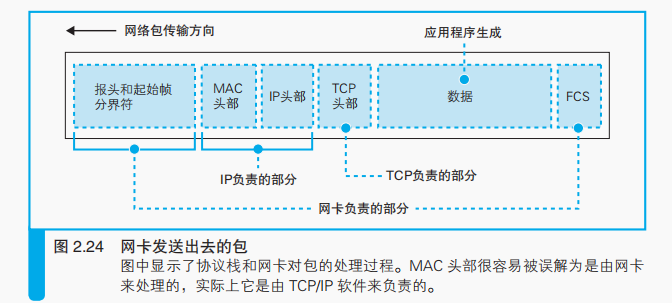 网络包传输方向
应用程序生成
报头和起始帧
分界符
MAC
头部
IP头部
TCP
头部
数据
FCS
IP负责的部分
TCP负责的部分
网卡负责的部分
图 2.24 网卡发送出去的包
图中显示了协议栈和网卡对包的处理过程。MAC 头部很容易被误解为是由网卡
来处理的，实际上它是由 TCP/IP 软件来负责的。